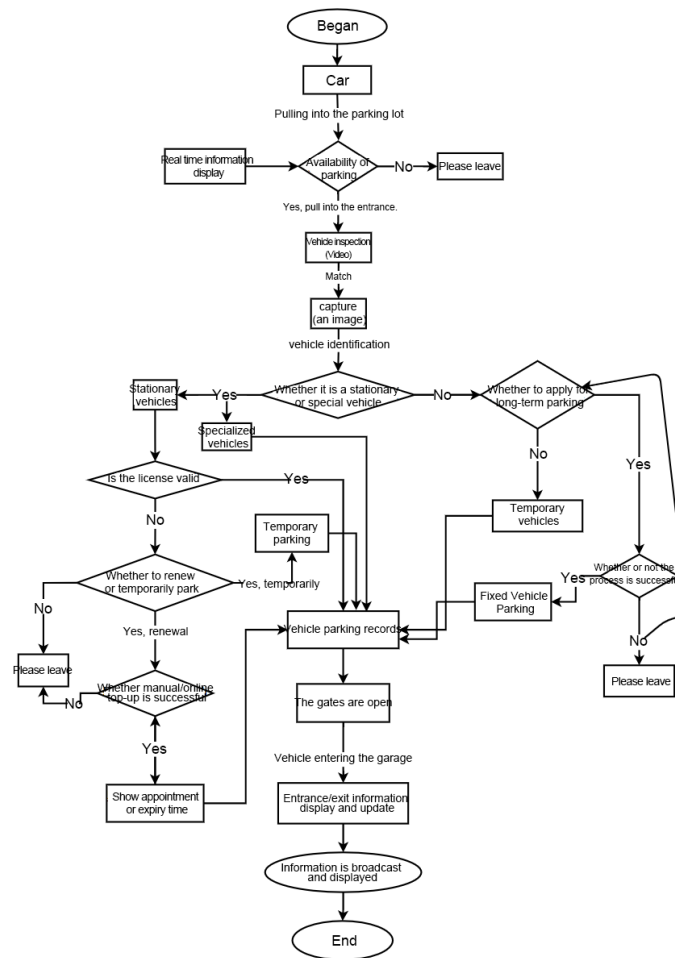 Began
Car
Pulling into the parking lot
Real time information
display
Availability of
parking
No
Please leave
Yes, pull into the entrance.
Vehicle inspection
(Video)
Match
capture
(an image)
vehicle identification
Stationary
vehicles
Yes
Whether it is a stationary
or special vehicle
No
Whether to apply for
long-term parking
Specialized
vehicles
Is the license valid
Yes
No
Yes
Temporary
vehicles
No
Temporary
parking
Whether to renew
or temporarily park
Yes, temporarily
Whether or not the
process is successful
Yes
Fixed Vehicle
Parking
No
Yes, renewal
Vehicle parking records
No
Please leave
Please leave
Whether manual/online
top-up is successful
No
The gates are open
Yes
Vehicle entering the garage
Show appointment
or expiry time
Entrance/exit information
display and update
Information is broadcast
and displayed
End